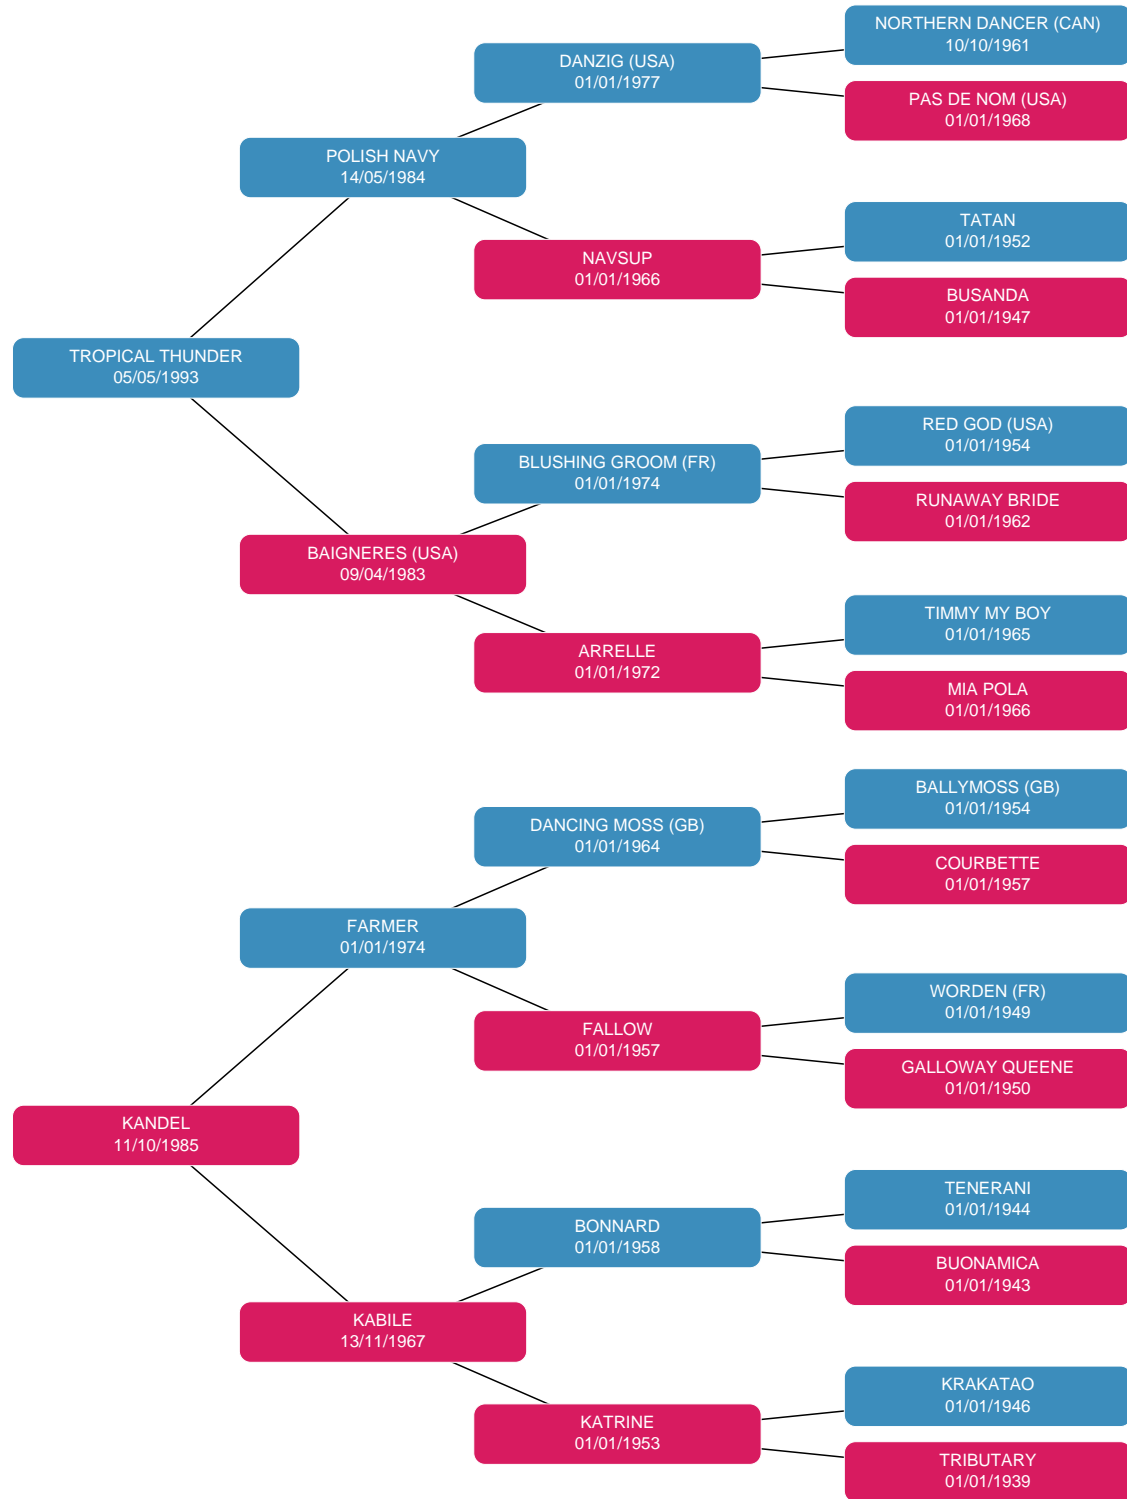 NORTHERN DANCER (CAN)
10/10/1961
DANZIG (USA)
01/01/1977
PAS DE NOM (USA)
01/01/1968
POLISH NAVY
14/05/1984
TATAN
01/01/1952
NAVSUP
01/01/1966
BUSANDA
01/01/1947
TROPICAL THUNDER
05/05/1993
RED GOD (USA)
01/01/1954
BLUSHING GROOM (FR)
01/01/1974
RUNAWAY BRIDE
01/01/1962
BAIGNERES (USA)
09/04/1983
TIMMY MY BOY
01/01/1965
ARRELLE
01/01/1972
MIA POLA
01/01/1966
BALLYMOSS (GB)
01/01/1954
DANCING MOSS (GB)
01/01/1964
COURBETTE
01/01/1957
FARMER
01/01/1974
WORDEN (FR)
01/01/1949
FALLOW
01/01/1957
GALLOWAY QUEENE
01/01/1950
KANDEL
11/10/1985
TENERANI
01/01/1944
BONNARD
01/01/1958
BUONAMICA
01/01/1943
KABILE
13/11/1967
KRAKATAO
01/01/1946
KATRINE
01/01/1953
TRIBUTARY
01/01/1939